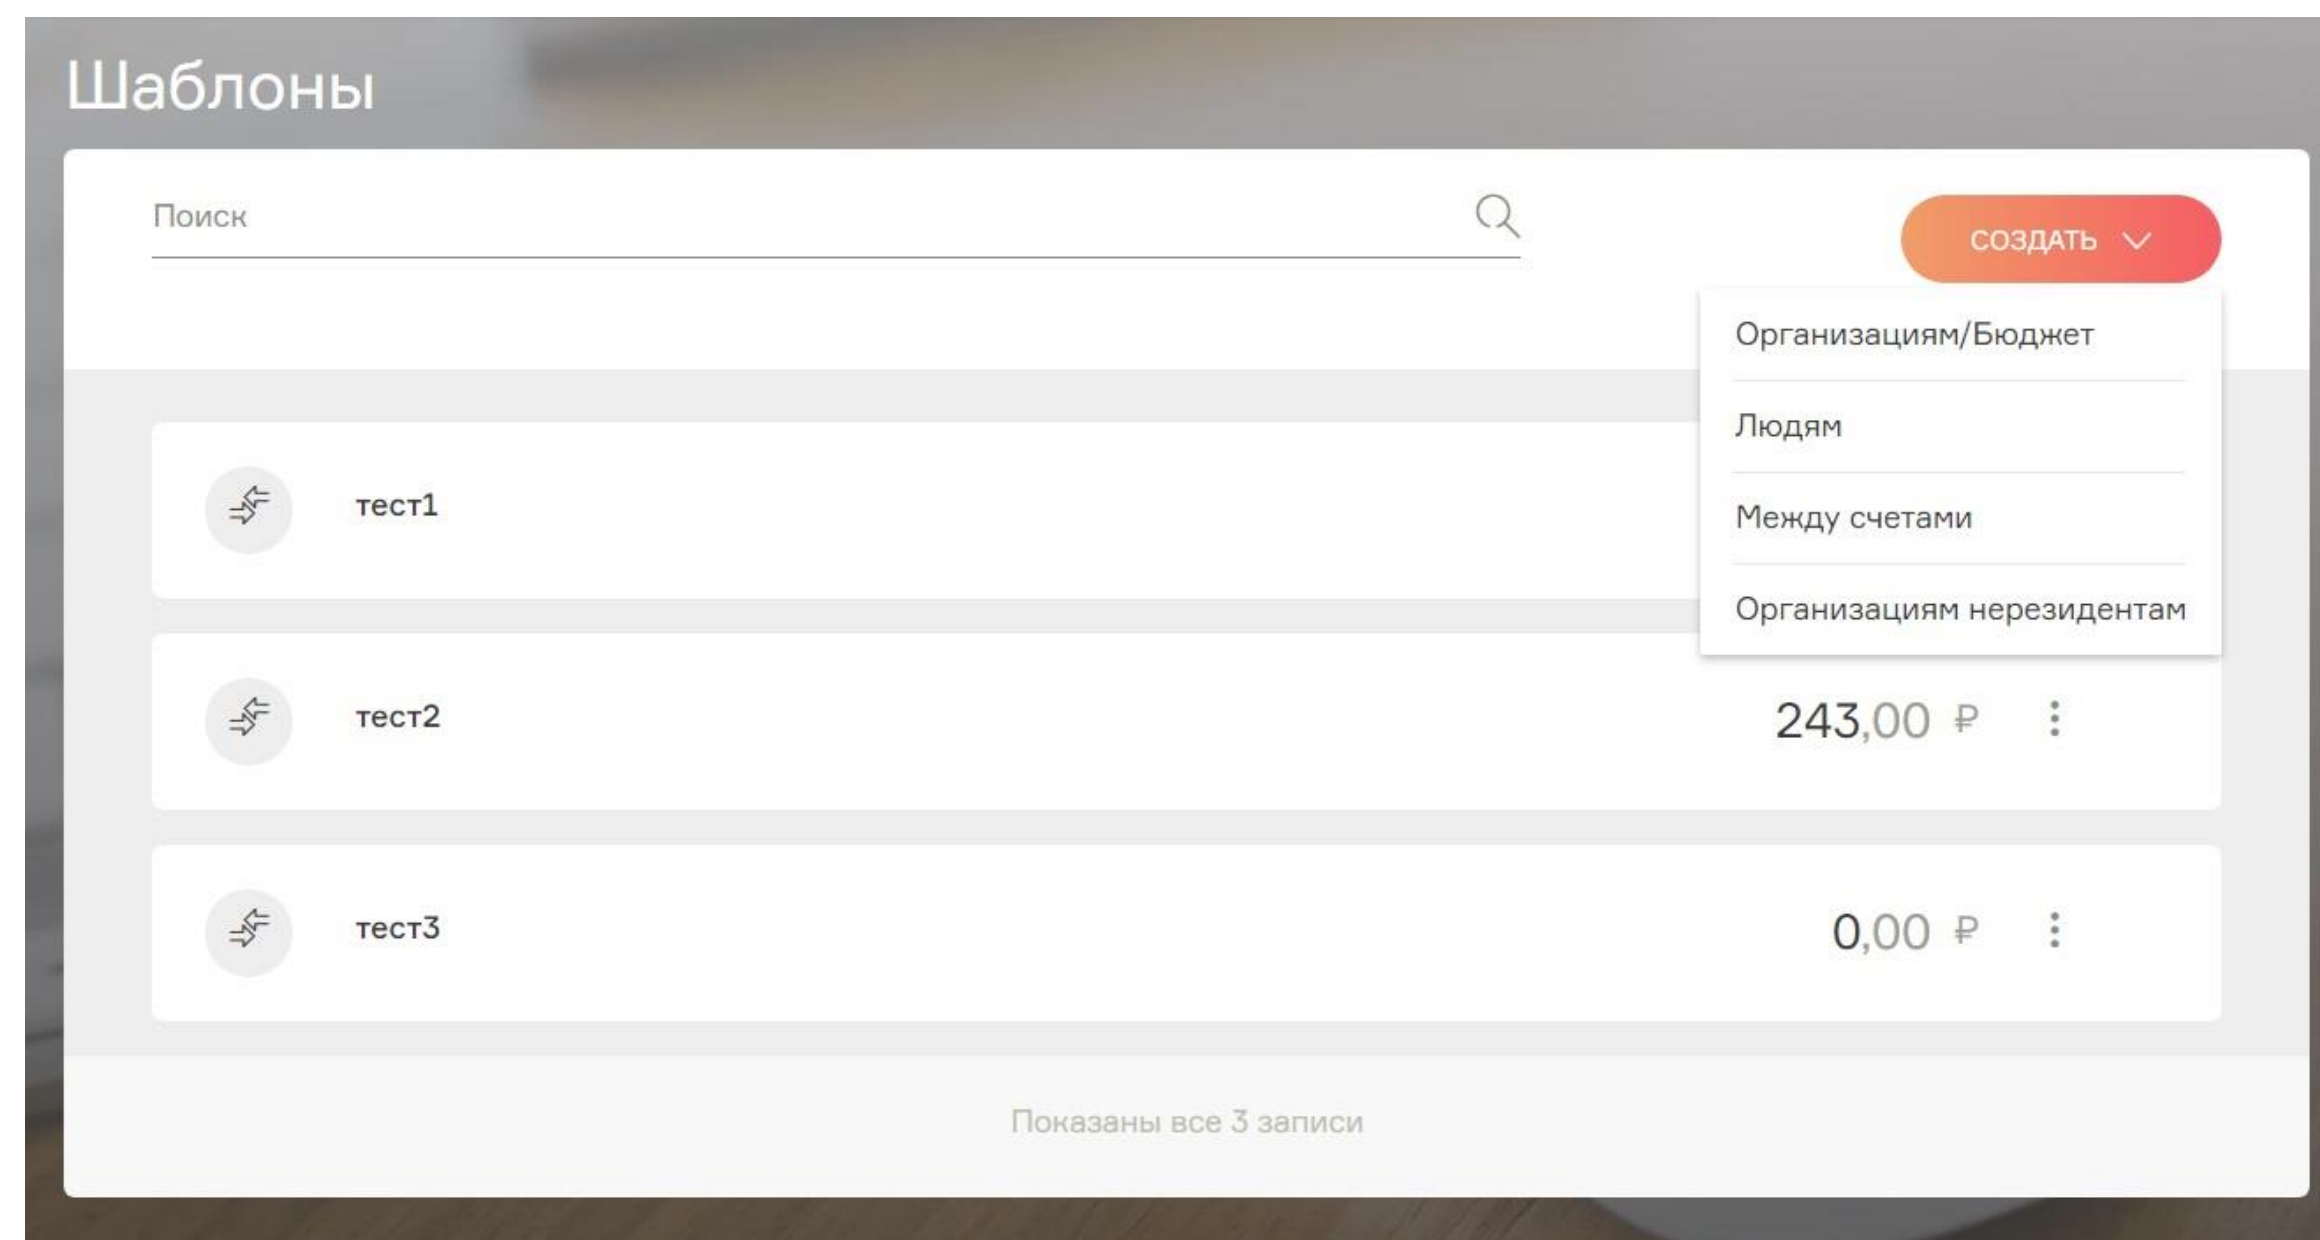 Шаблоны
Поиск
СОЗДАТЬ
Организациям/Бюджет
Людям
Между счетами
Организациям нерезидентам
тест1
тест2
243,00 ₽
тест3
0,00 ₽
Показаны все 3 записи